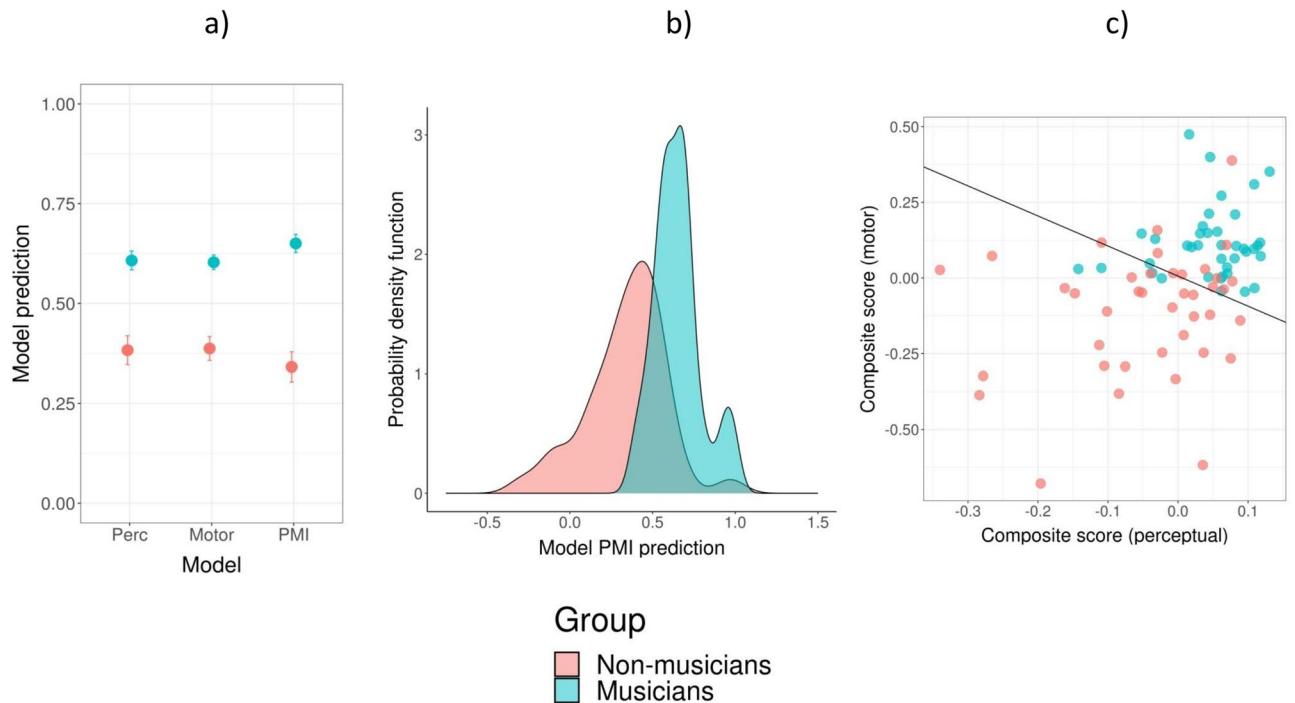 a)
b)
c)
Model prediction
1.00
0.75
0.50
0.25
0.00
Perc Motor PMI
Model
Probability density function
3
2
1
0
-0.5 0.0 0.5 1.0 1.5
Model PMI prediction
Composite score (motor)
0.50
0.25
0.00
-0.25
-0.50
-0.3 -0.2 -0.1 0.0 0.1
Composite score (perceptual)
Group
Non-musicians
Musicians